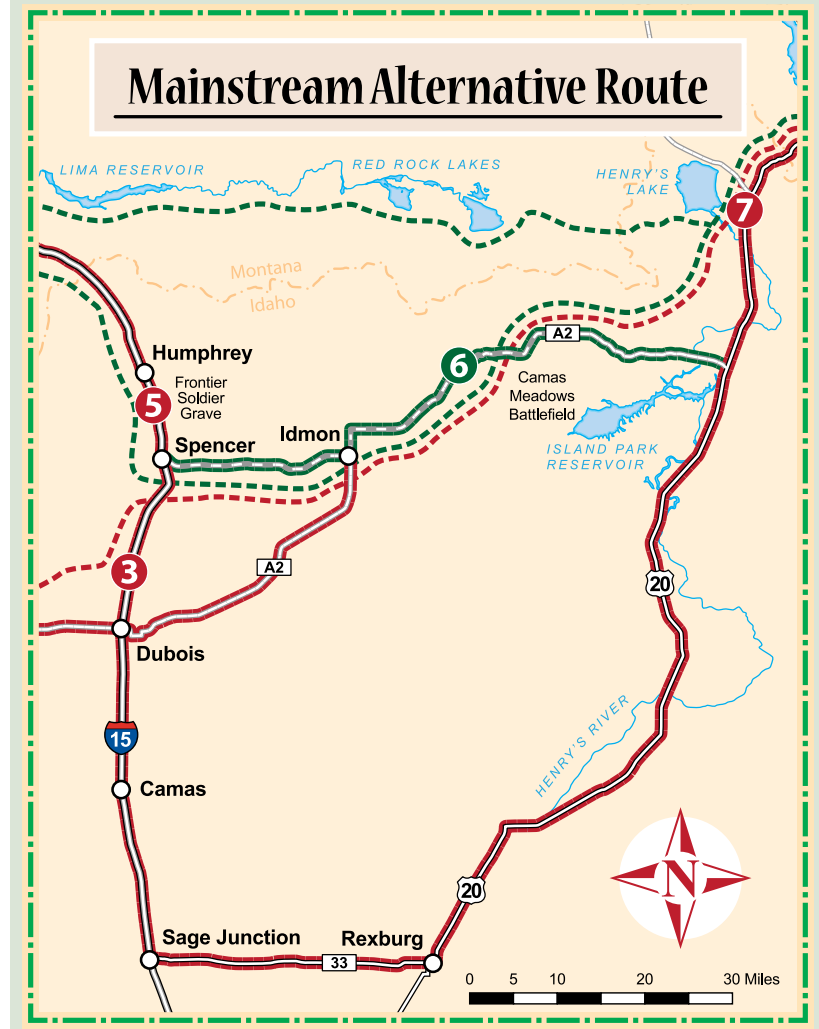 Mainstream Alternative Route
LIMA RESERVOIR
RED ROCK LAKES
HENRY'S
LAKE
7
Montana
Idaho
A2
Humphrey
6
5
Frontier
Soldier
Grave
Camas
Meadows
Battlefield
Spencer
Idmon
ISLAND PARK
RESERVOIR
3
A2
20
Dubois
15
HENRY'S RIVER
Camas
N
20
Sage Junction
Rexburg
33
0 5 10 20 30 Miles